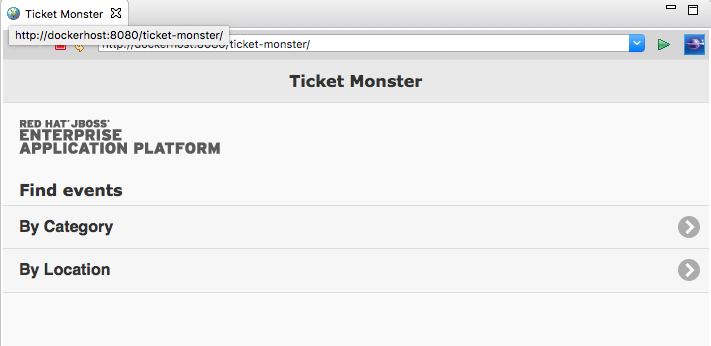 Ticket Monster
http://dockerhost:8080/ticket-monster/
http://dockerhost:8080/ticket-monster/
Ticket Monster
RED HAT® JBOSS®
ENTERPRISE
APPLICATION PLATFORM
Find events
By Category
By Location